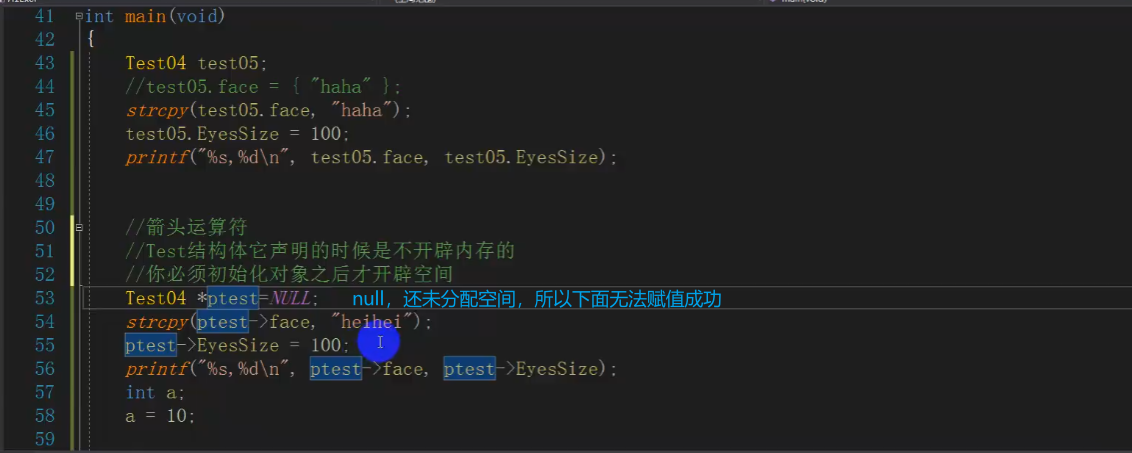 41 int main(void)
42 {
43 Test04 test05;
44 //test05.face = { "haha" };
45 strcpy(test05.face, "haha");
46 test05.EyesSize = 100;
47 printf("%s,%d\n", test05.face, test05.EyesSize);
48
49
50 //箭头运算符
51 //Test结构体它声明的时候是不开辟内存的
52 //你必须初始化对象之后才开辟空间
53 Test04 *ptest=NULL; null，还未分配空间，所以下面无法赋值成功
54 strcpy(ptest->face, "heihei");
55 ptest->EyesSize = 100;
56 printf("%s,%d\n", ptest->face, ptest->EyesSize);
57 int a;
58 a = 10;
59